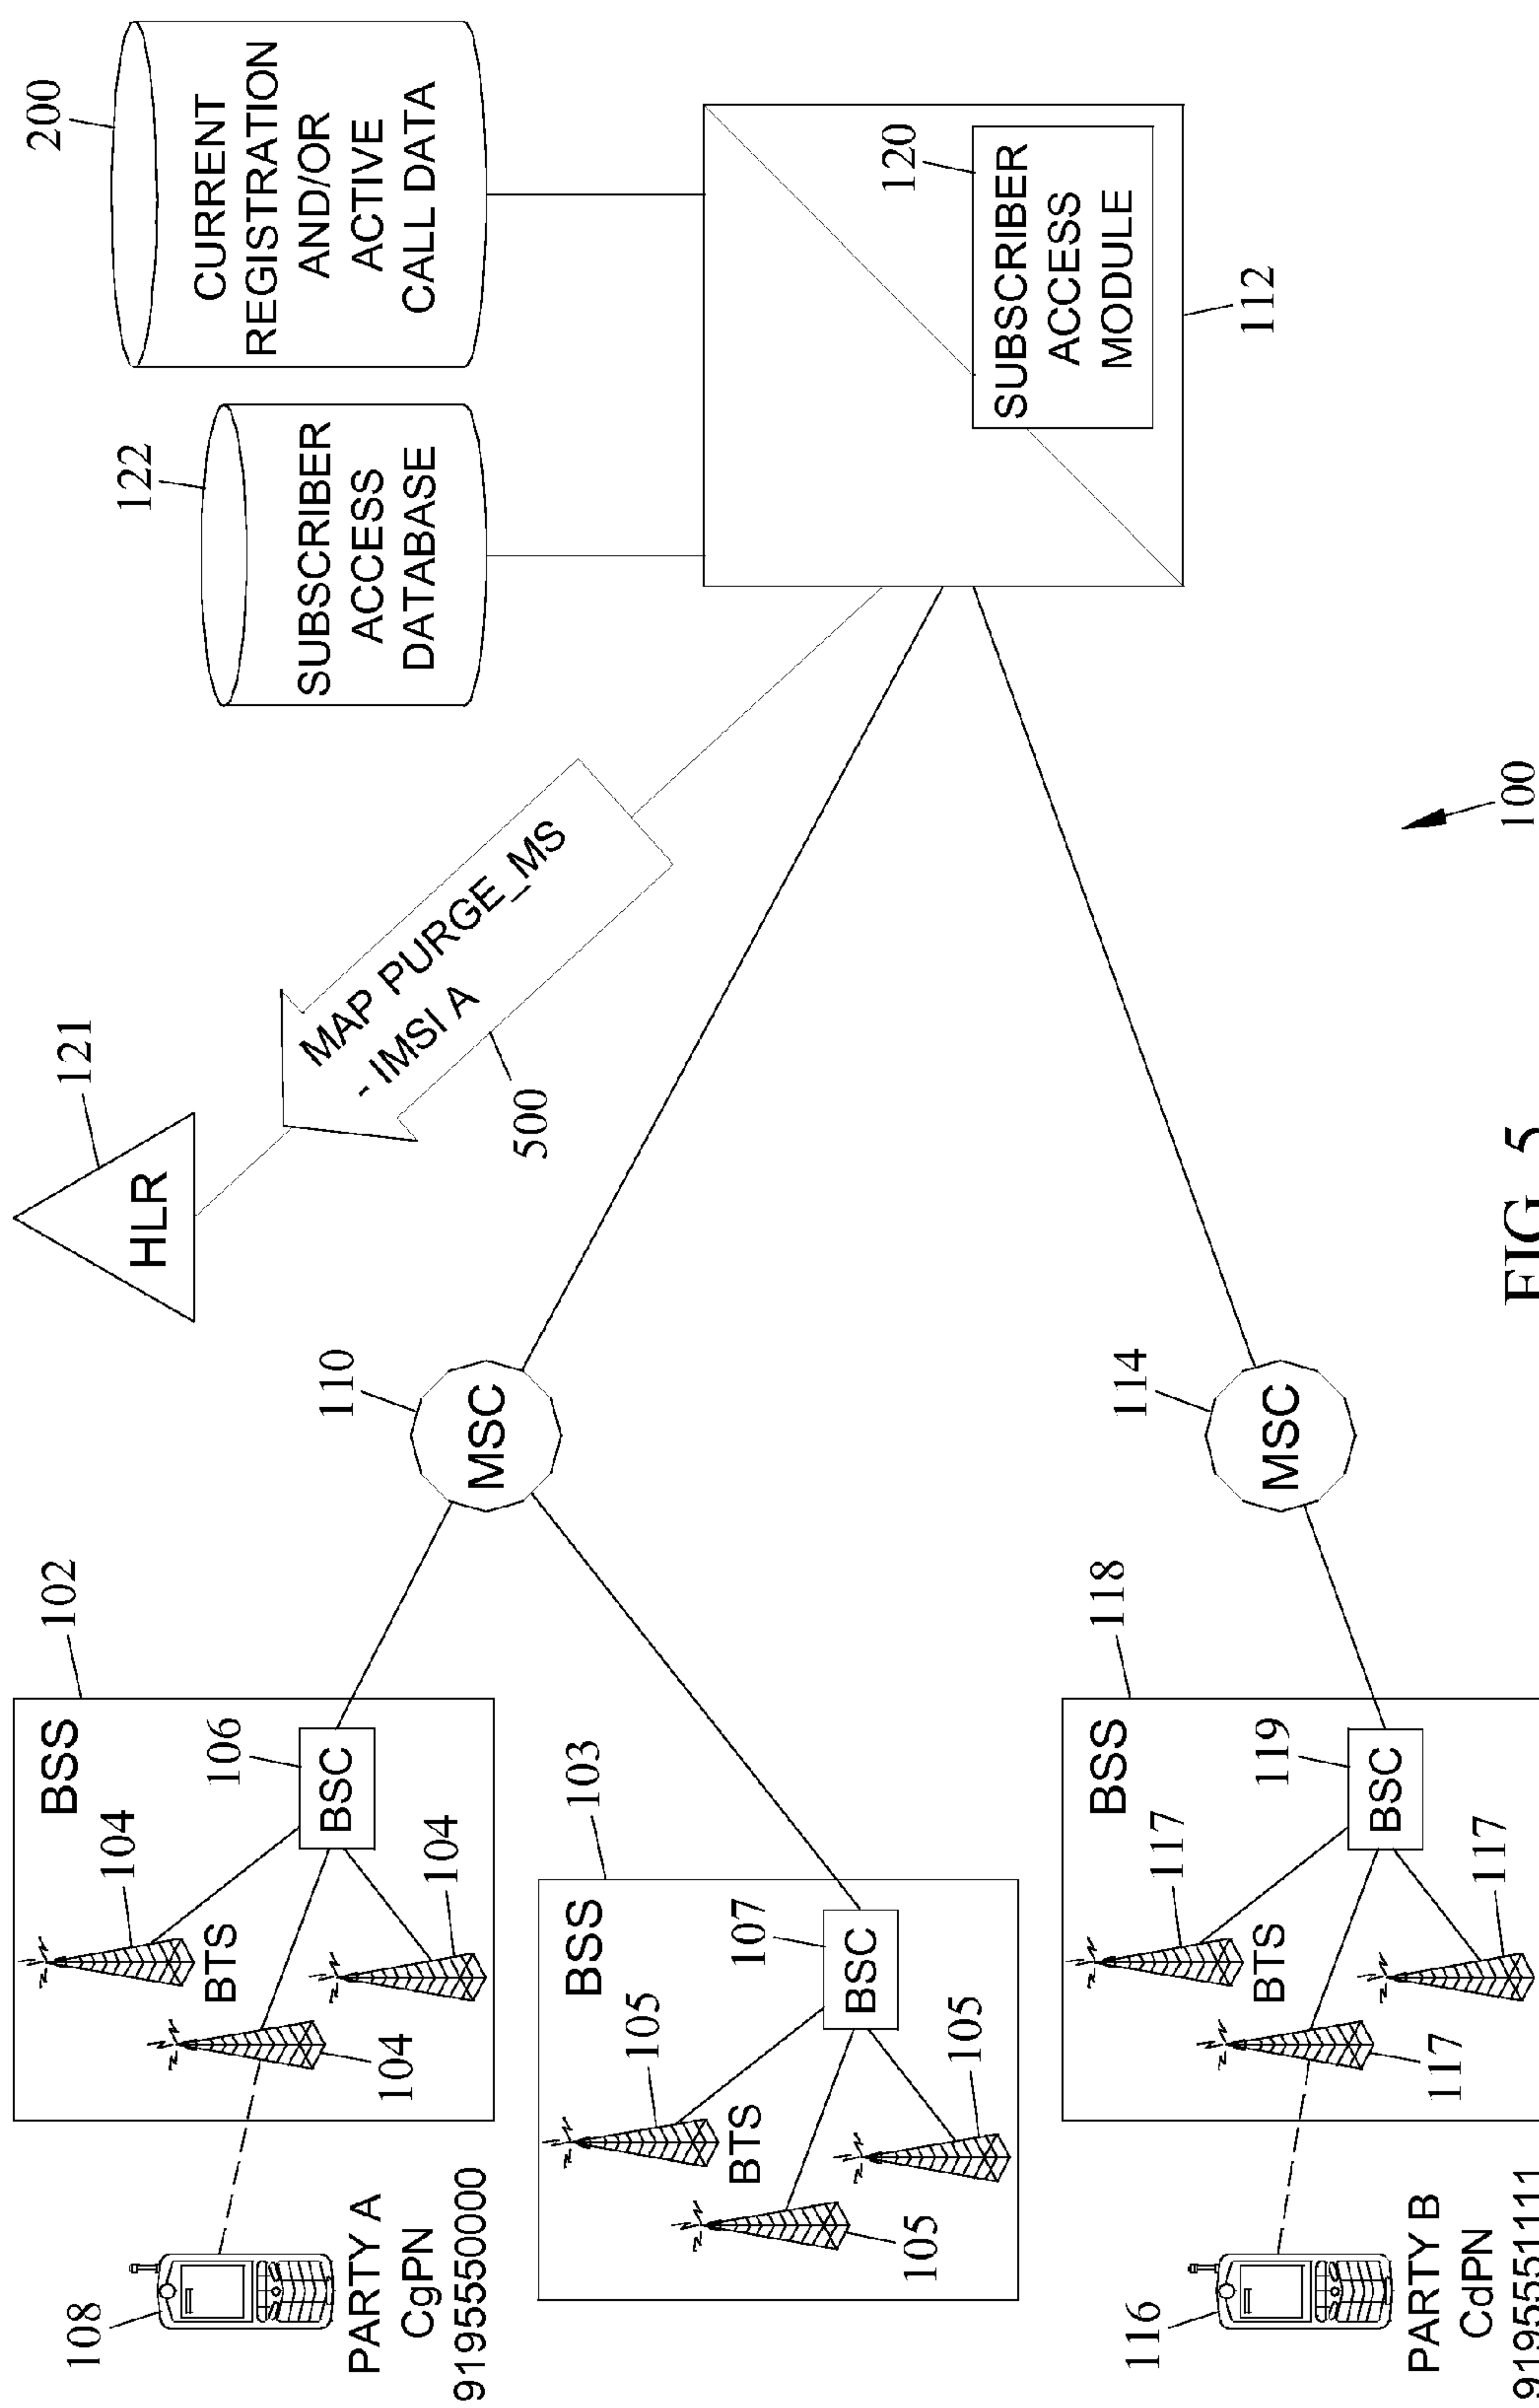 121
HLR
122
SUBSCRIBER
ACCESS
DATABASE
200
CURRENT
REGISTRATION
AND/OR
ACTIVE
CALL DATA
MAP PURGE_MS
- IMSI A
500
108
PARTY A
CgPN
9195550000
102
BSS
104
BTS
104
104
106
BSC
110
MSC
103
BSS
105
BTS
105
105
107
BSC
120
SUBSCRIBER
ACCESS
MODULE
112
116
PARTY B
CdPN
9195551111
118
BSS
117
BTS
117
117
119
BSC
114
MSC
100
FIG. 5